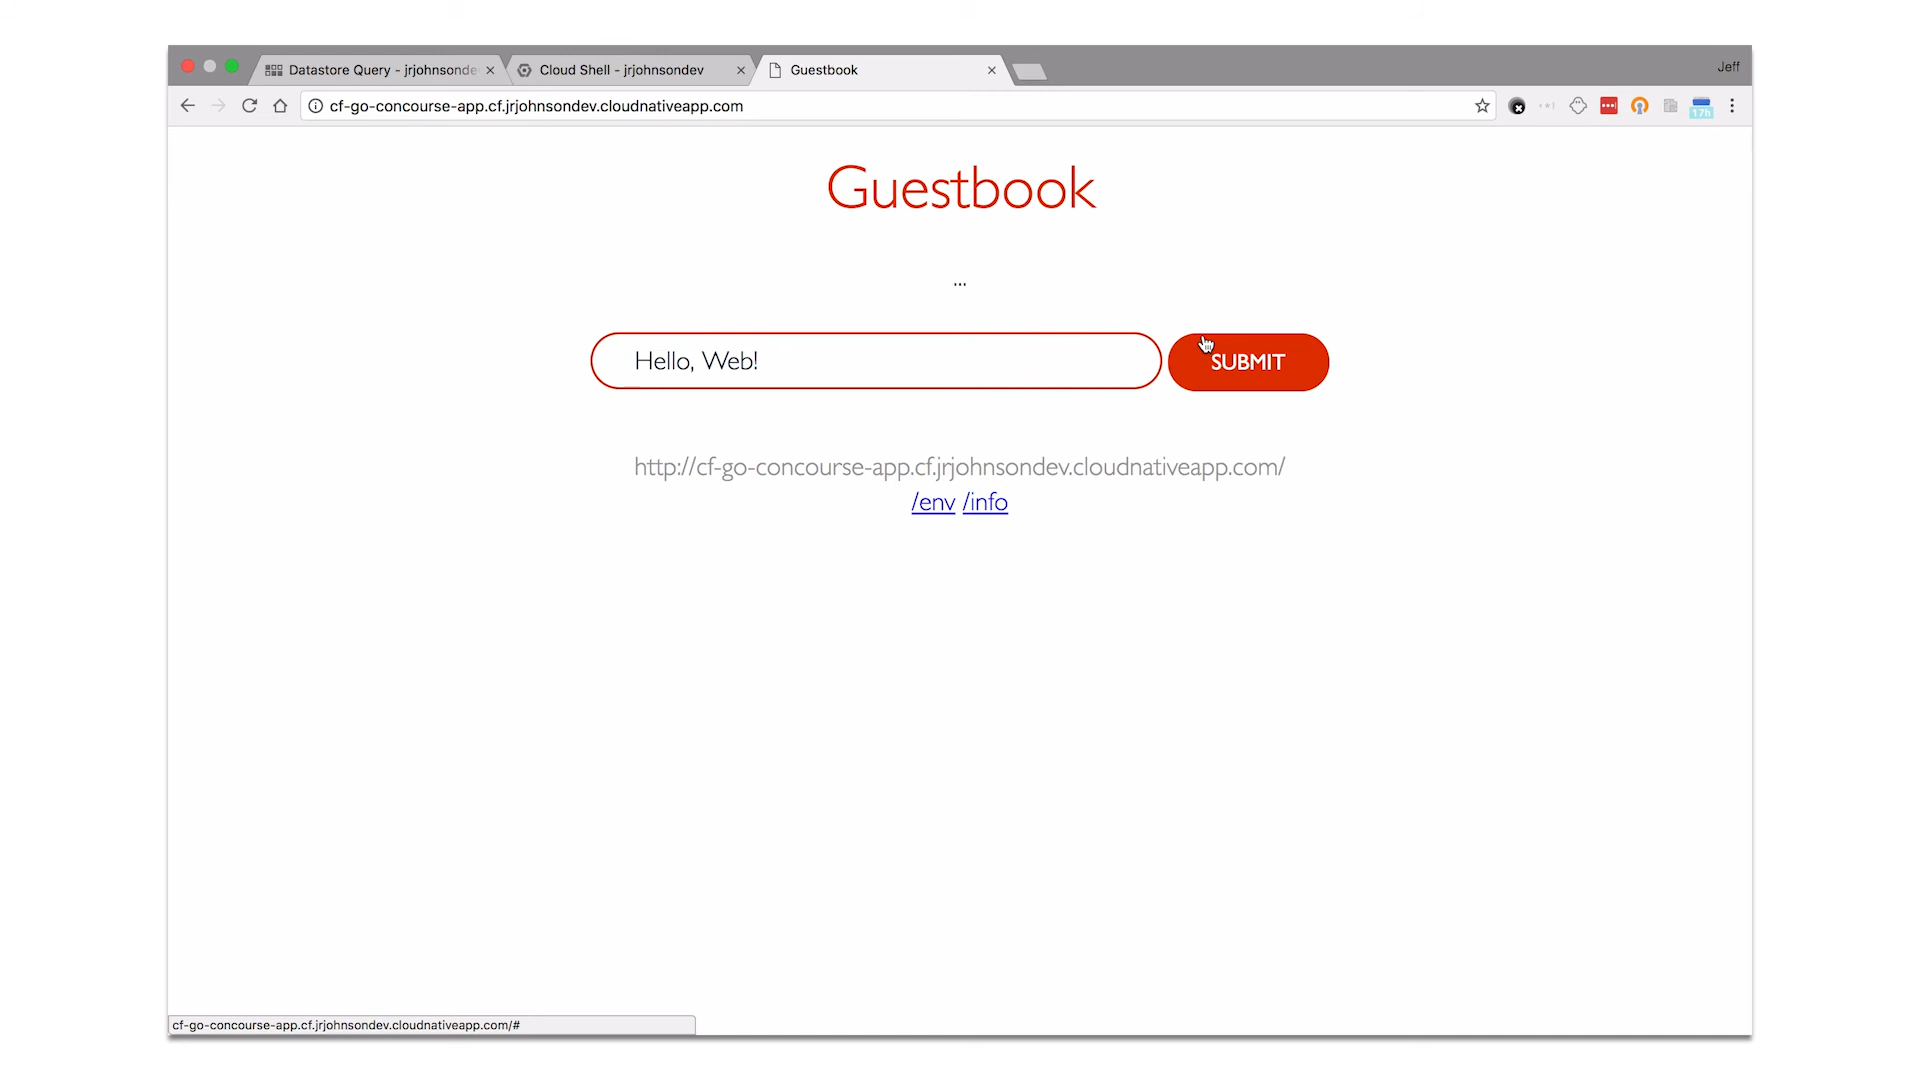 Datastore Query - jrjohnsonde
Cloud Shell - jrjohnsondev
Guestbook
Jeff
cf-go-concourse-app.cf.jrjohnsondev.cloudnativeapp.com
17h
Guestbook
...
Hello, Web!
SUBMIT
http://cf-go-concourse-app.cf.jrjohnsondev.cloudnativeapp.com/
/env /info
cf-go-concourse-app.cf.jrjohnsondev.cloudnativeapp.com/#